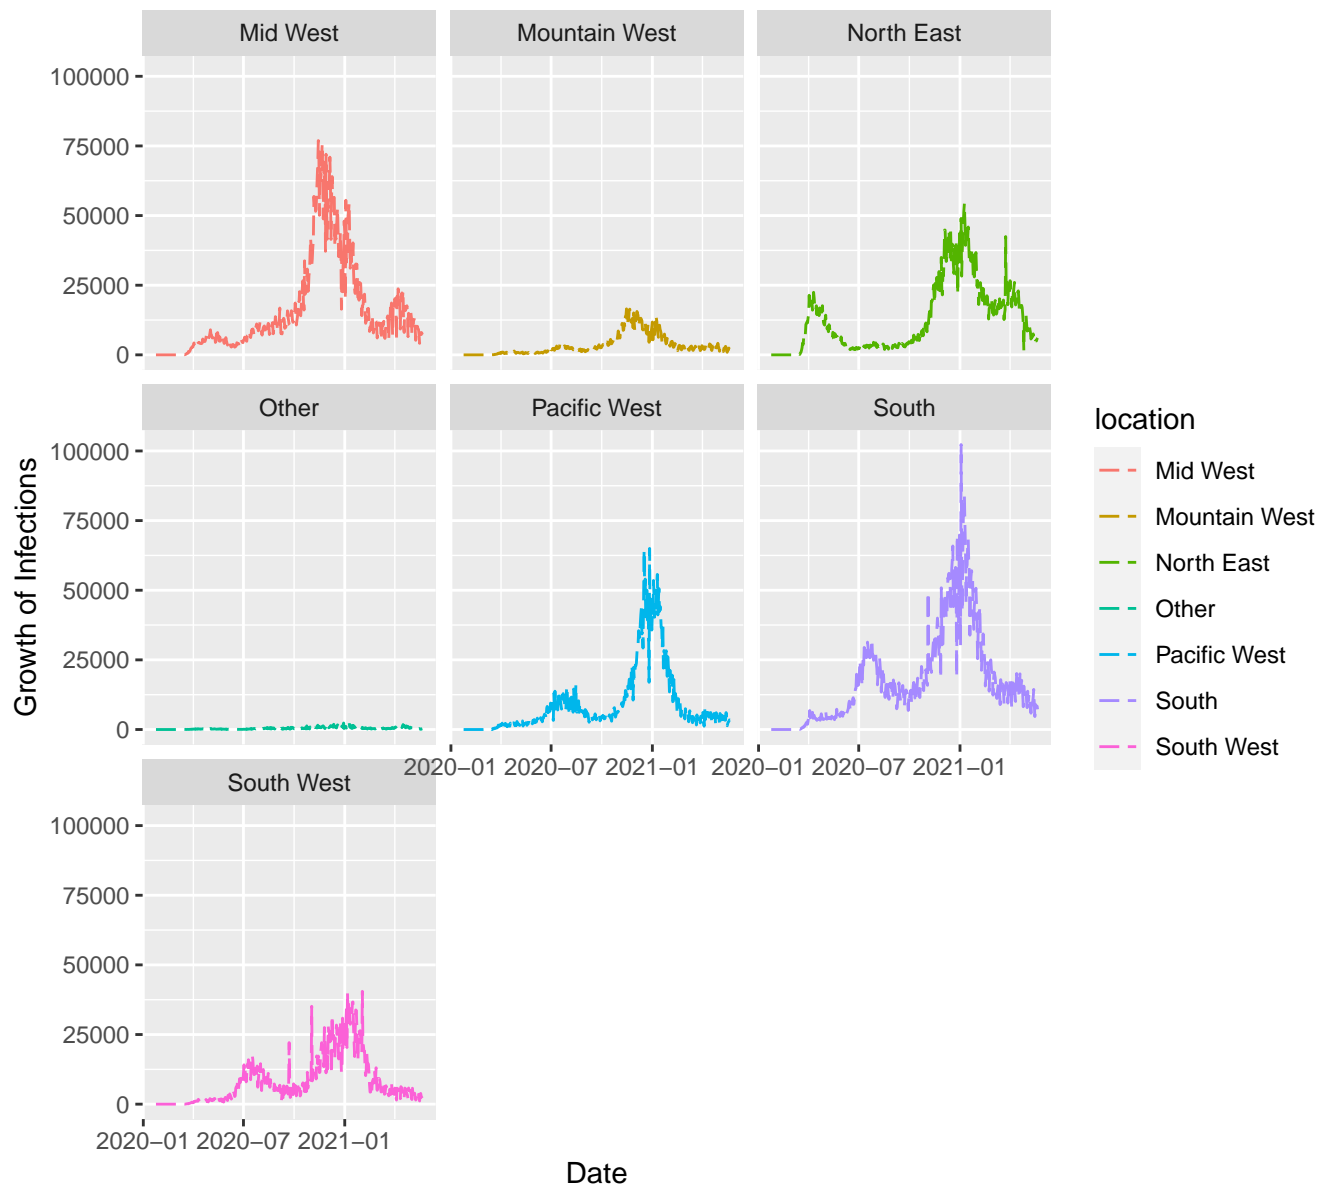 Mid West
Mountain West
North East
100000
75000
50000
25000
0
Other
Pacific West
South
100000
75000
50000
25000
0
2020−01 2020−07 2021−01
2020−01 2020−07 2021−01
South West
100000
75000
50000
25000
0
2020−01 2020−07 2021−01
Growth of Infections
Date
location
Mid West
Mountain West
North East
Other
Pacific West
South
South West